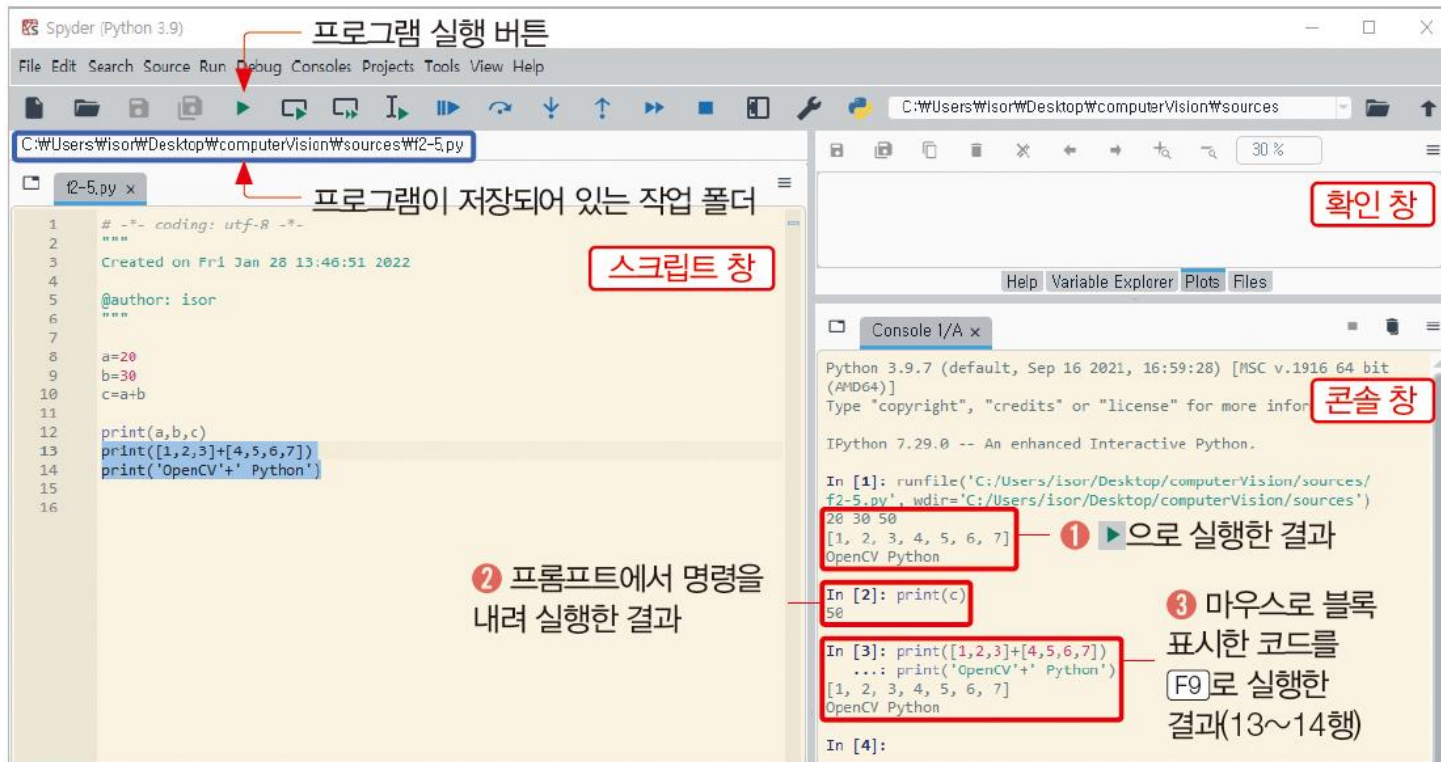 Spyder (Python 3.9)
프로그램 실행 버튼
File Edit Search Source Run Debug Consoles Projects Tools View Help
C:₩Users₩isor₩Desktop₩computerVision₩sources
C:₩Users₩isor₩Desktop₩computerVision₩sources₩f2-5.py
30 %
f2-5.py ×
프로그램이 저장되어 있는 작업 폴더
확인 창
스크립트 창
1 # -*- coding: utf-8 -*-
2 """
3 Created on Fri Jan 28 13:46:51 2022
4
5 @author: isor
6 """
7
8 a=20
9 b=30
10 c=a+b
11
12 print(a,b,c)
13 print([1,2,3]+[4,5,6,7])
14 print('OpenCV'+' Python')
15
16
Help Variable Explorer Plots Files
Console 1/A ×
Python 3.9.7 (default, Sep 16 2021, 16:59:28) [MSC v.1916 64 bit
(AMD64)]
Type "copyright", "credits" or "license" for more infor
콘솔 창
IPython 7.29.0 -- An enhanced Interactive Python.
In [1]: runfile('C:/Users/isor/Desktop/computerVision/sources/
f2-5.py', wdir='C:/Users/isor/Desktop/computerVision/sources')
20 30 50
[1, 2, 3, 4, 5, 6, 7]
OpenCV Python
❶ ▶으로 실행한 결과
❷ 프롬프트에서 명령을
내려 실행한 결과
In [2]: print(c)
50
In [3]: print([1,2,3]+[4,5,6,7])
...: print('OpenCV'+' Python')
[1, 2, 3, 4, 5, 6, 7]
OpenCV Python
❸ 마우스로 블록
표시한 코드를
F9로 실행한
결과(13~14행)
In [4]: